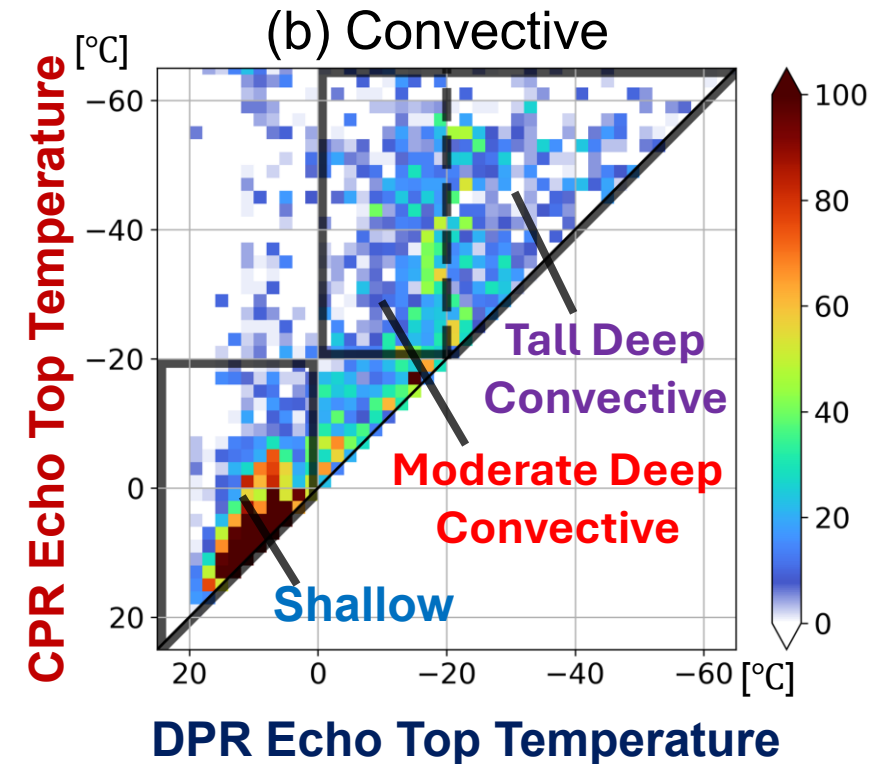 (b) Convective
[°C]
CPR Echo Top Temperature
−60
−40
−20
0
20
20
0
−20
−40
−60
[°C]
DPR Echo Top Temperature
Tall Deep
Convective
Moderate Deep
Convective
Shallow
100
80
60
40
20
0